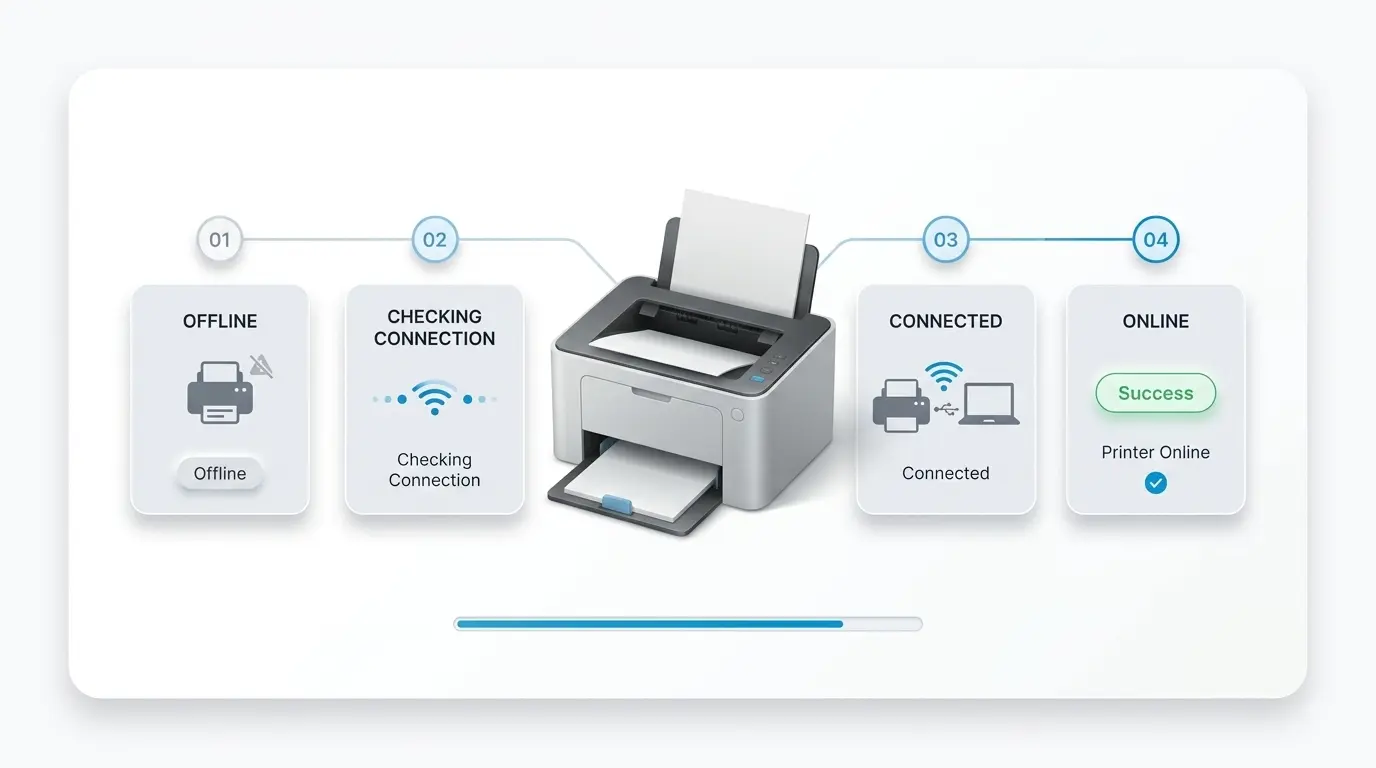 01
02
03
04
OFFLINE
Offline
CHECKING
CONNECTION
Checking
Connection
CONNECTED
Connected
ONLINE
Success
Printer Online